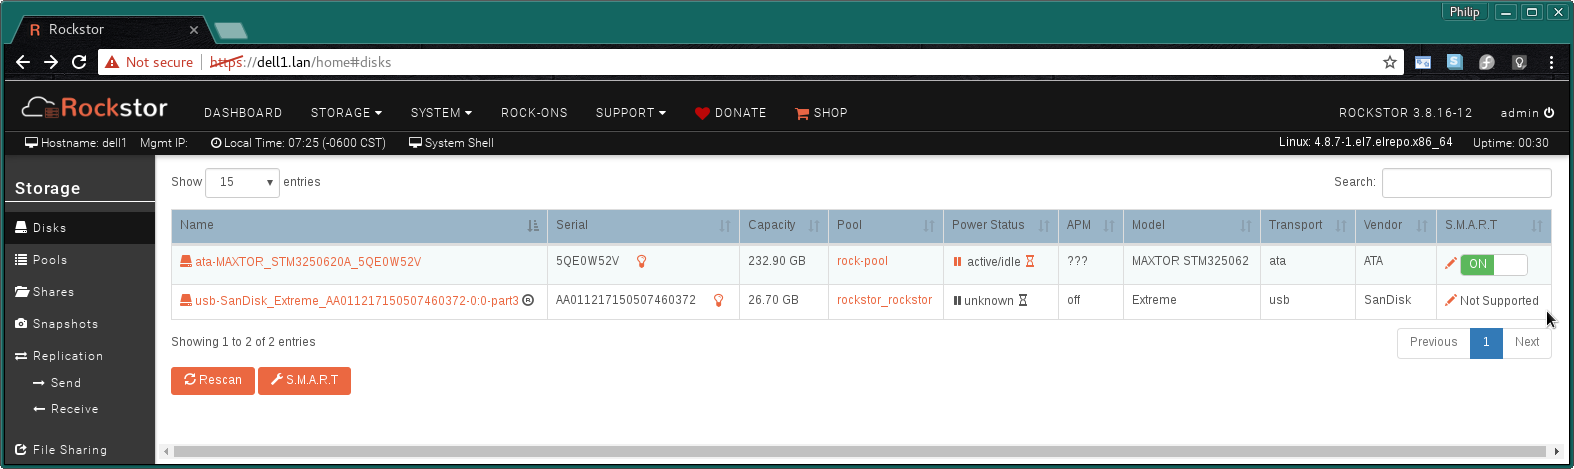 Philip
Rockstor
Not secure https://dell1.lan/home#disks
Rockstor DASHBOARD STORAGE SYSTEM ROCK-ONS SUPPORT DONATE SHOP ROCKSTOR 3.8.16-12 admin
Hostname: dell1 Mgmt IP: Local Time: 07:25 (-0600 CST) System Shell Linux: 4.8.7-1.el7.elrepo.x86_64 Uptime: 00:30
Storage
Disks
Pools
Shares
Snapshots
Replication
Send
Receive
File Sharing
Show 15 entries Search:
Name Serial Capacity Pool Power Status APM Model Transport Vendor S.M.A.R.T
ata-MAXTOR_STM3250620A_5QE0W52V 5QE0W52V 232.90 GB rock-pool active/idle ??? MAXTOR STM325062 ata ATA ON
usb-SanDisk_Extreme_AA011217150507460372-0:0-part3 R AA011217150507460372 26.70 GB rockstor_rockstor unknown off Extreme usb SanDisk Not Supported
Showing 1 to 2 of 2 entries Previous 1 Next
Rescan S.M.A.R.T